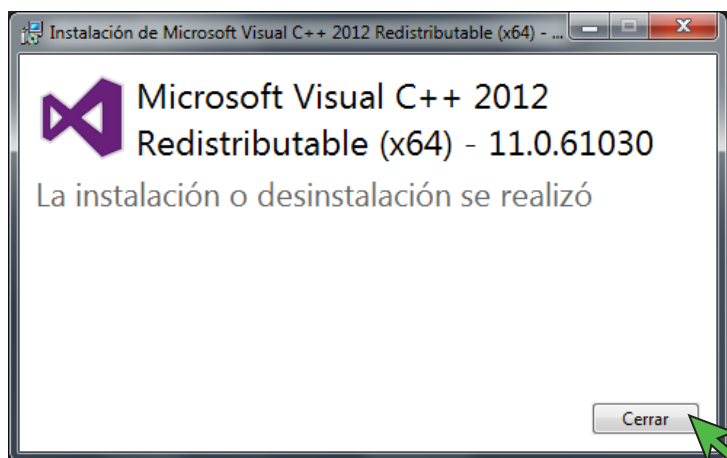 Instalación de Microsoft Visual C++ 2012 Redistributable (x64) - ...
Microsoft Visual C++ 2012
Redistributable (x64) - 11.0.61030
La instalación o desinstalación se realizó
Cerrar